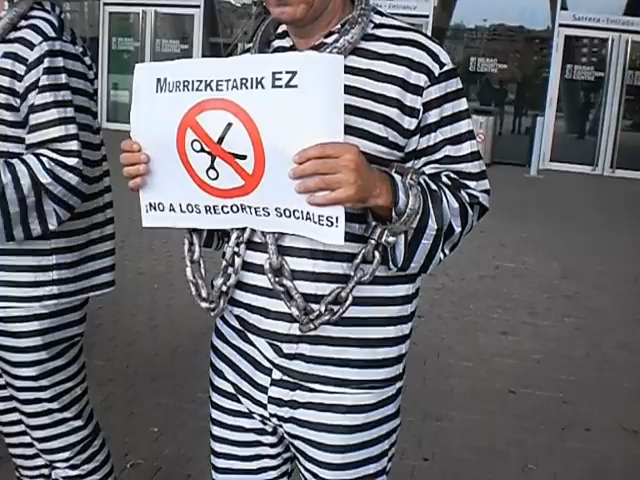 MURRIZKETARIK EZ
¡NO A LOS RECORTES SOCIALES!
Sarrera - Entrada -
BILBAO
EXHIBITION
CENTRE
BILBAO
EXHIBITION
CENTRE